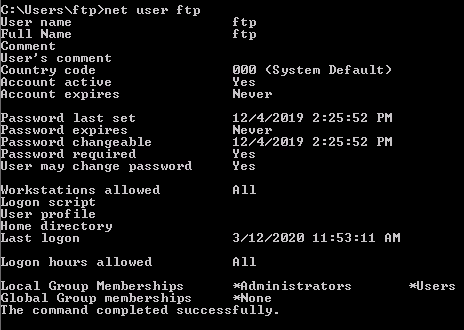 C:\Users\ftp>net user ftp
User name                    ftp
Full Name                    ftp
Comment
User's comment
Country code                 000 (System Default)
Account active               Yes
Account expires              Never

Password last set            12/4/2019 2:25:52 PM
Password expires             Never
Password changeable          12/4/2019 2:25:52 PM
Password required            Yes
User may change password     Yes

Workstations allowed         All
Logon script
User profile
Home directory
Last logon                   3/12/2020 11:53:11 AM

Logon hours allowed          All

Local Group Memberships      *Administrators       *Users
Global Group memberships     *None
The command completed successfully.